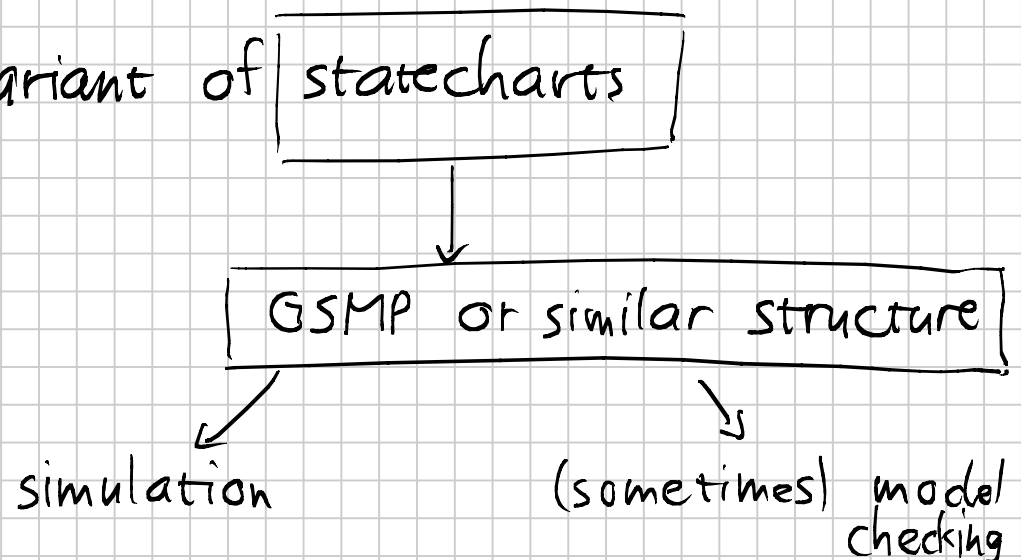 ariant of statecharts
GSMP or similar structure
simulation
(sometimes) model
checking